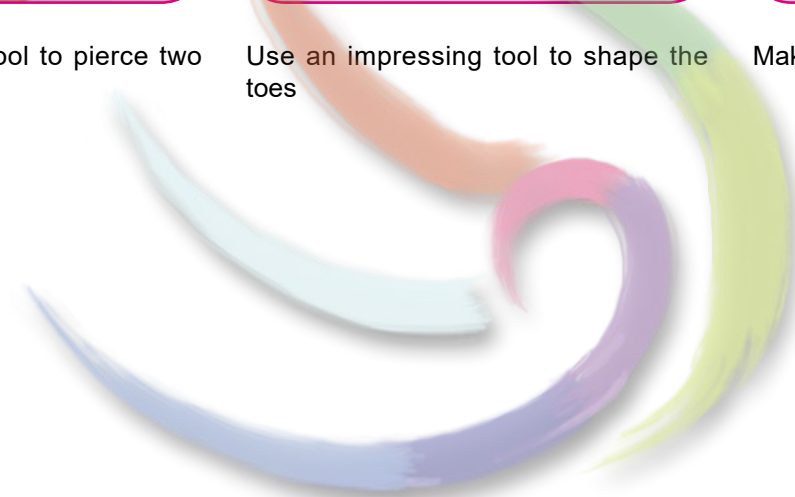 ool to pierce two
Use an impressing tool to shape the
toes
Mak